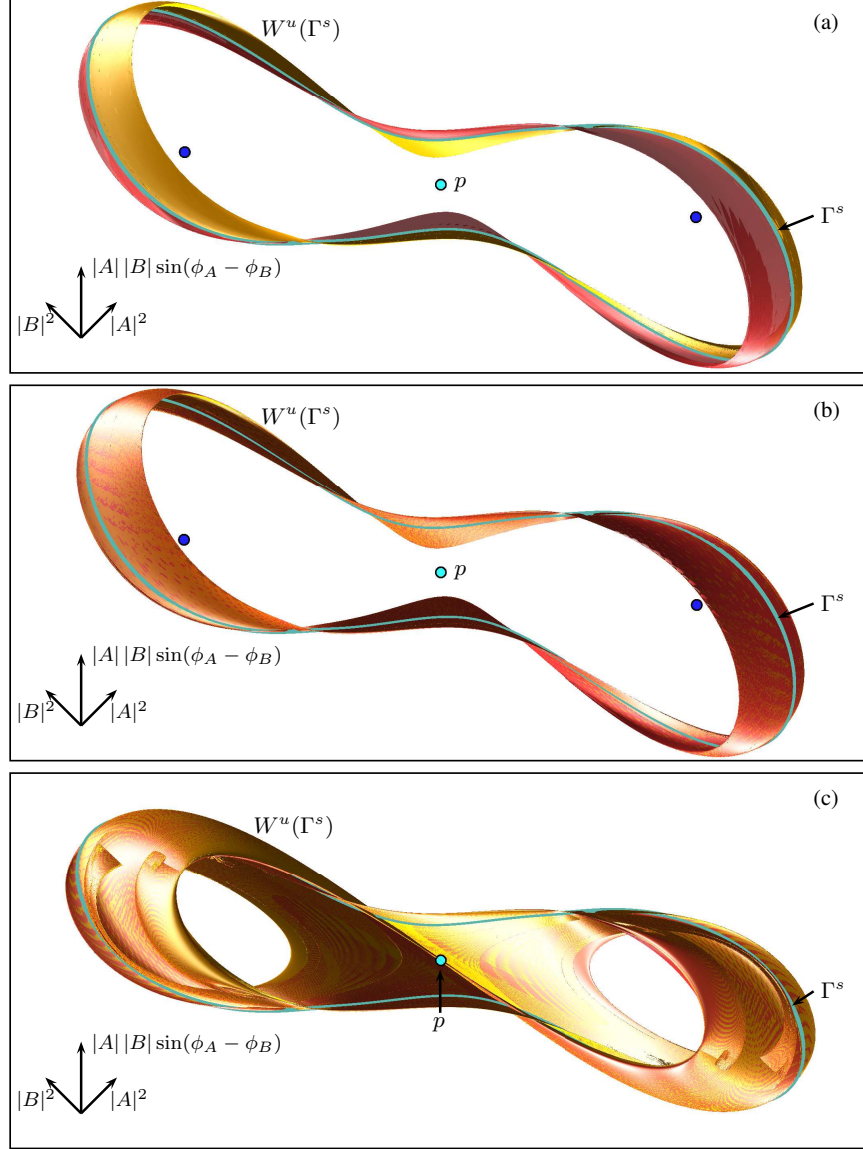 W^u(Γ^s)
(a)
p
Γ^s
|A| |B| sin(ϕ_A − ϕ_B)
|B|^2
|A|^2
W^u(Γ^s)
(b)
p
Γ^s
|A| |B| sin(ϕ_A − ϕ_B)
|B|^2
|A|^2
(c)
W^u(Γ^s)
Γ^s
p
|A| |B| sin(ϕ_A − ϕ_B)
|B|^2
|A|^2